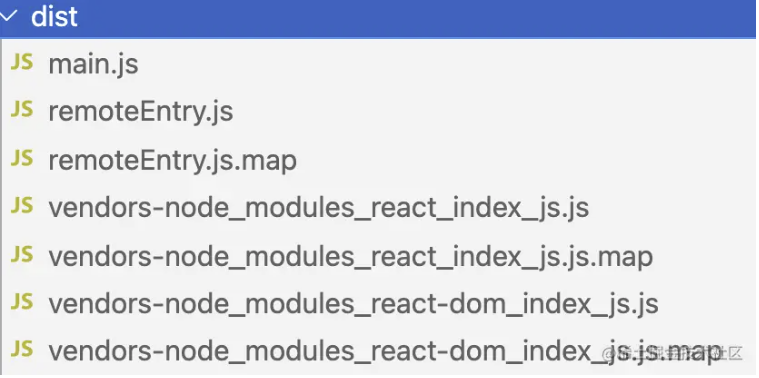 dist
JS main.js
JS remoteEntry.js
JS remoteEntry.js.map
JS vendors-node_modules_react_index_js.js
JS vendors-node_modules_react_index_js.js.map
JS vendors-node_modules_react-dom_index_js.js
JS vendors-node_modules_react-dom_index_js.js.map
@稀土掘金技术社区